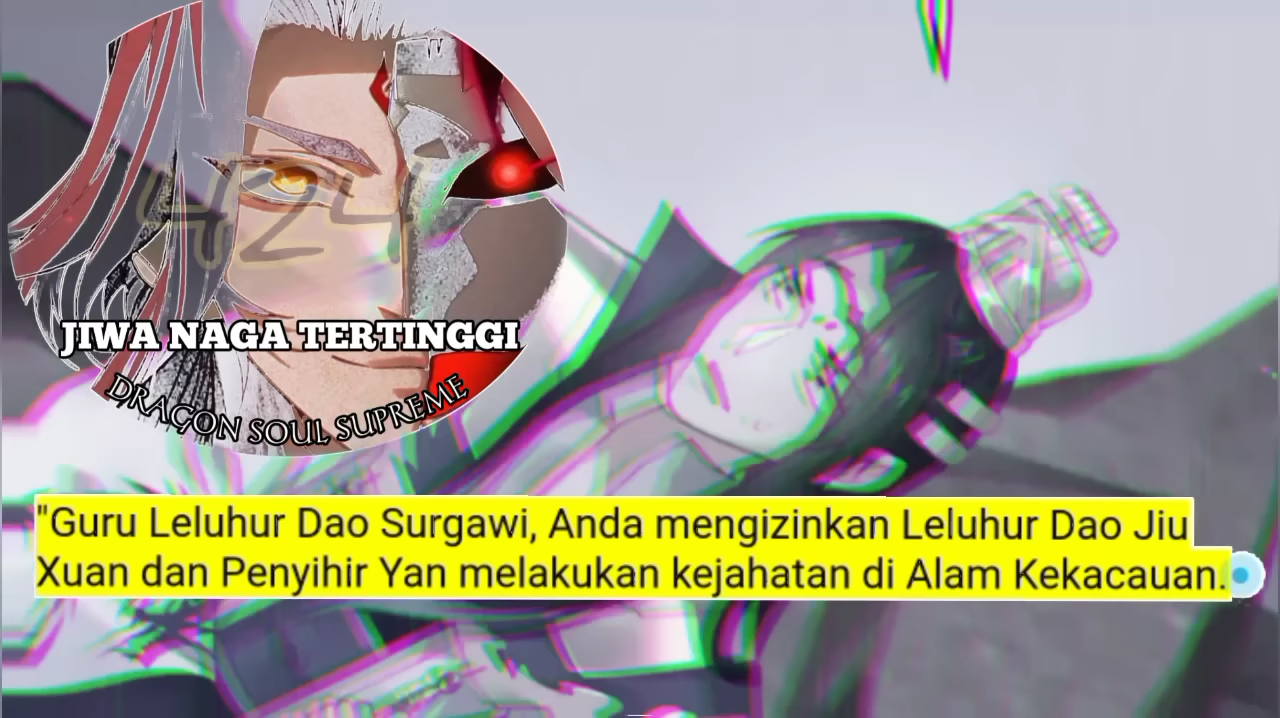 424
JIWA NAGA TERTINGGI
DRAGON SOUL SUPREME
"Guru Leluhur Dao Surgawi, Anda mengizinkan Leluhur Dao Jiu
Xuan dan Penyihir Yan melakukan kejahatan di Alam Kekacauan.